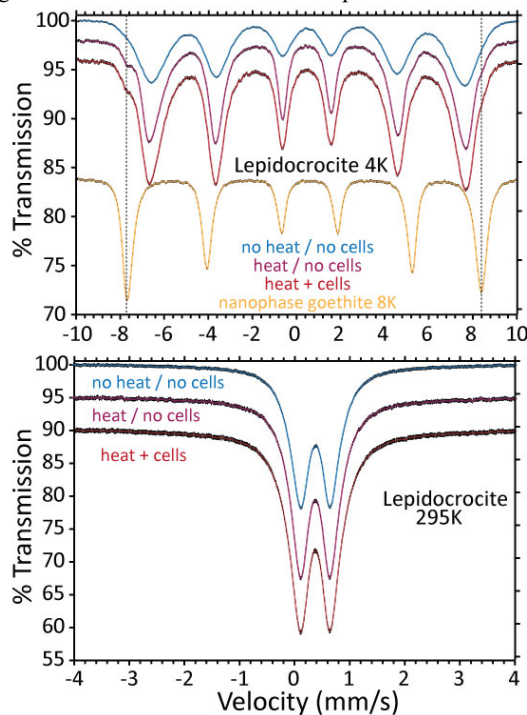 100
95
90
85
80
75
70
% Transmission
Lepidocrocite 4K
no heat / no cells
heat / no cells
heat + cells
nanophase goethite 8K
-10 -8 -6 -4 -2 0 2 4 6 8 10
100
95
90
85
80
75
70
65
60
55
% Transmission
no heat / no cells
heat / no cells
heat + cells
Lepidocrocite
295K
-4 -3 -2 -1 0 1 2 3 4
Velocity (mm/s)